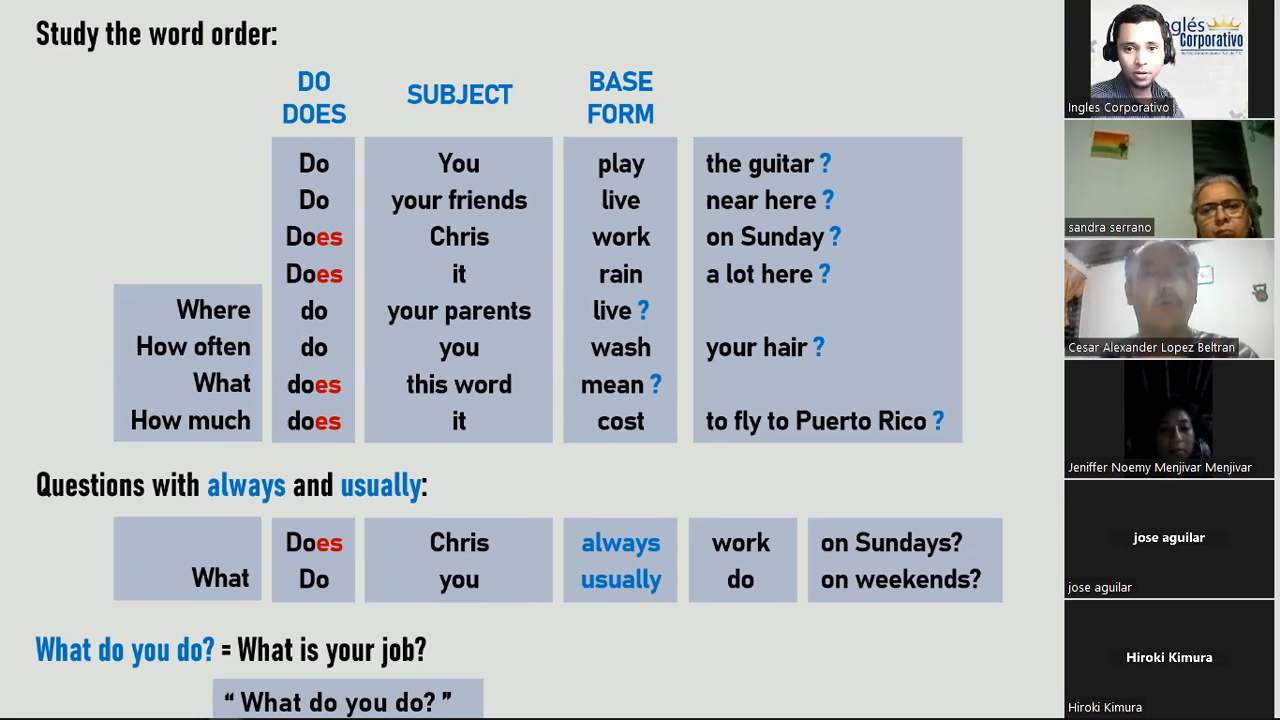 Study the word order:
DO DOES SUBJECT BASE FORM
Do You play the guitar ?
Do your friends live near here ?
Does Chris work on Sunday ?
Does it rain a lot here ?
Where do your parents live ?
How often do you wash your hair ?
What does this word mean ?
How much does it cost to fly to Puerto Rico ?
Questions with always and usually:
Does Chris always work on Sundays?
What Do you usually do on weekends?
What do you do? = What is your job?
“ What do you do? ”
Inglés
Corporativo
Ingles Corporativo
sandra serrano
Cesar Alexander Lopez Beltran
Jeniffer Noemy Menjivar Menjivar
jose aguilar
jose aguilar
Hiroki Kimura
Hiroki Kimura